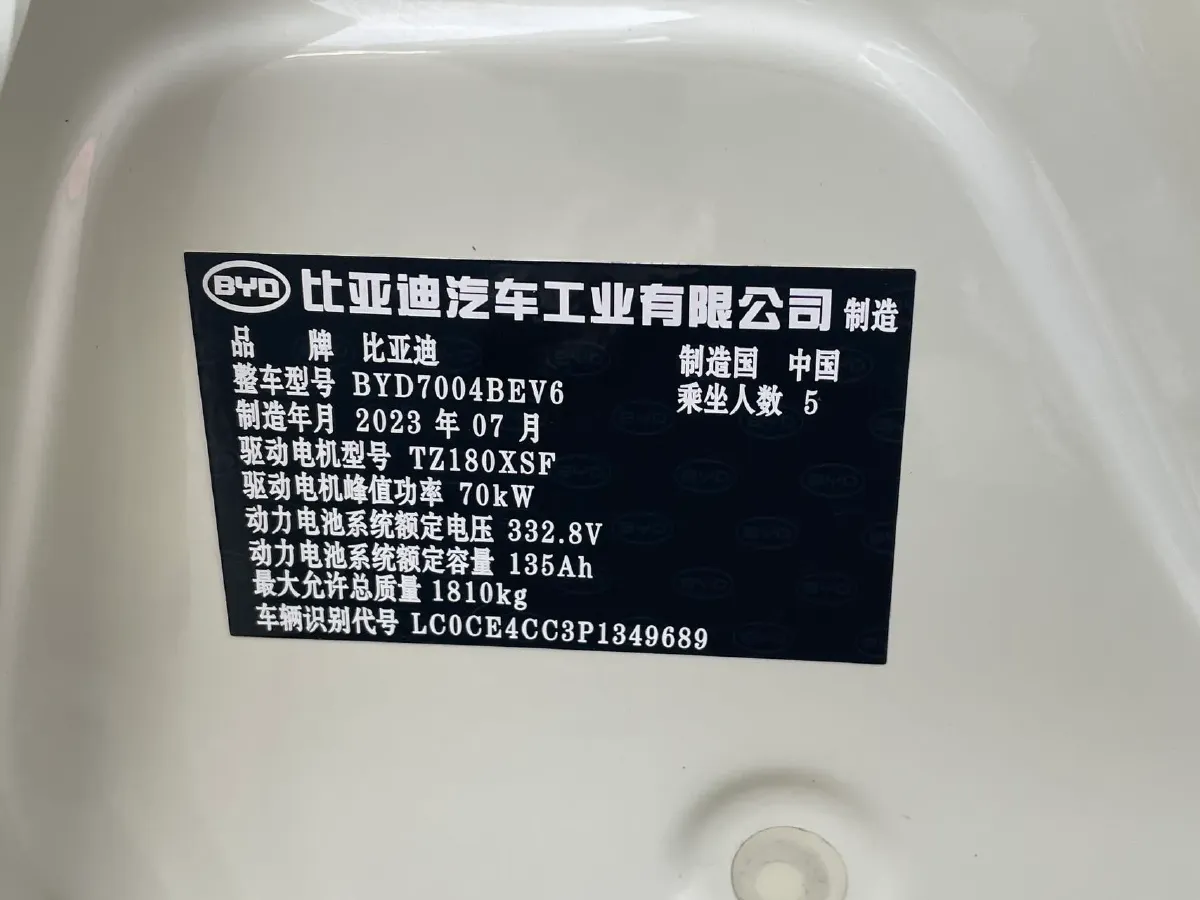 BYD 比亚迪汽车工业有限公司 制造
品 牌 比亚迪 制造国 中国
整车型号 BYD7004BEV6 乘坐人数 5
制造年月 2023 年 07 月
驱动电机型号 TZ180XSF
驱动电机峰值功率 70kW
动力电池系统额定电压 332.8V
动力电池系统额定容量 135Ah
最大允许总质量 1810kg
车辆识别代号 LC0CE4CC3P1349689